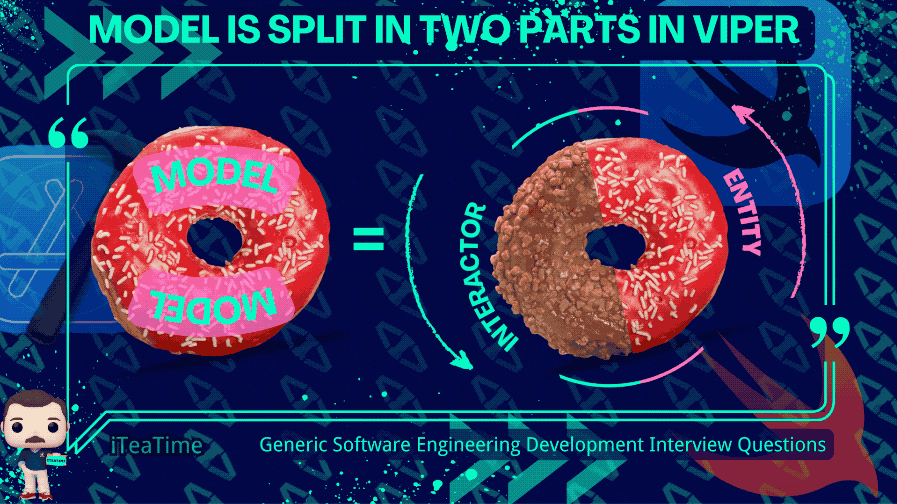 MODEL IS SPLIT IN TWO PARTS IN VIPER
“
MODEL
MODEL
=
INTERACTOR
ENTITY
”
iTeaTime
Generic Software Engineering Development Interview Questions